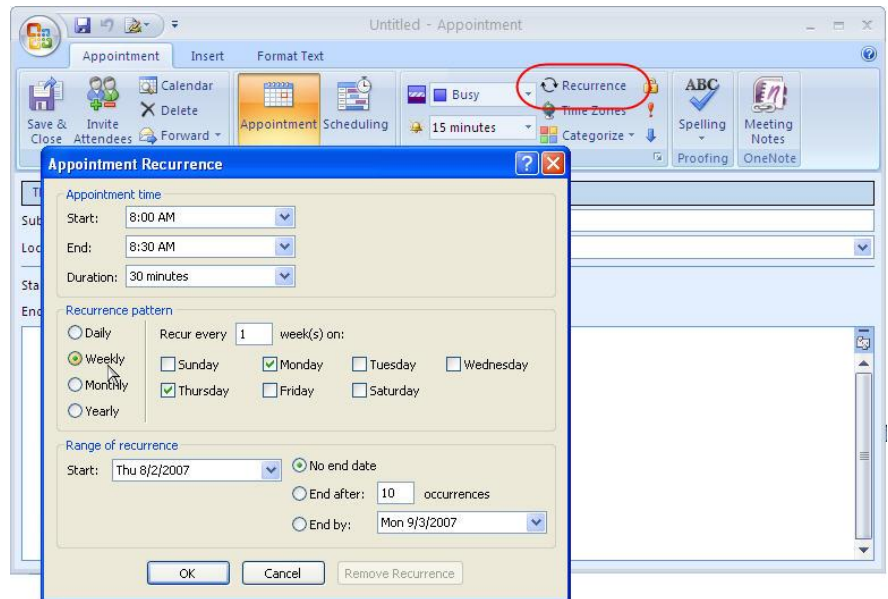 Untitled - Appointment
Appointment Insert Format Text
Save & Close
Invite Attendees
Calendar
Delete
Forward
Appointment
Scheduling
Busy
15 minutes
Recurrence
Time Zones
Categorize
ABC
Spelling
Proofing
Meeting Notes
OneNote
Appointment Recurrence
Appointment time
Start: 8:00 AM
End: 8:30 AM
Duration: 30 minutes
Recurrence pattern
Daily
Weekly
Monthly
Yearly
Recur every 1 week(s) on:
Sunday Monday Tuesday Wednesday
Thursday Friday Saturday
Range of recurrence
Start: Thu 8/2/2007
No end date
End after: 10 occurrences
End by: Mon 9/3/2007
OK Cancel Remove Recurrence